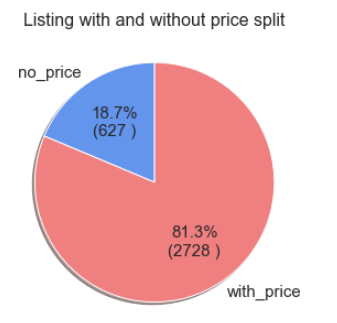 Listing with and without price split
no_price
18.7%
(627 )
81.3%
(2728 )
with_price